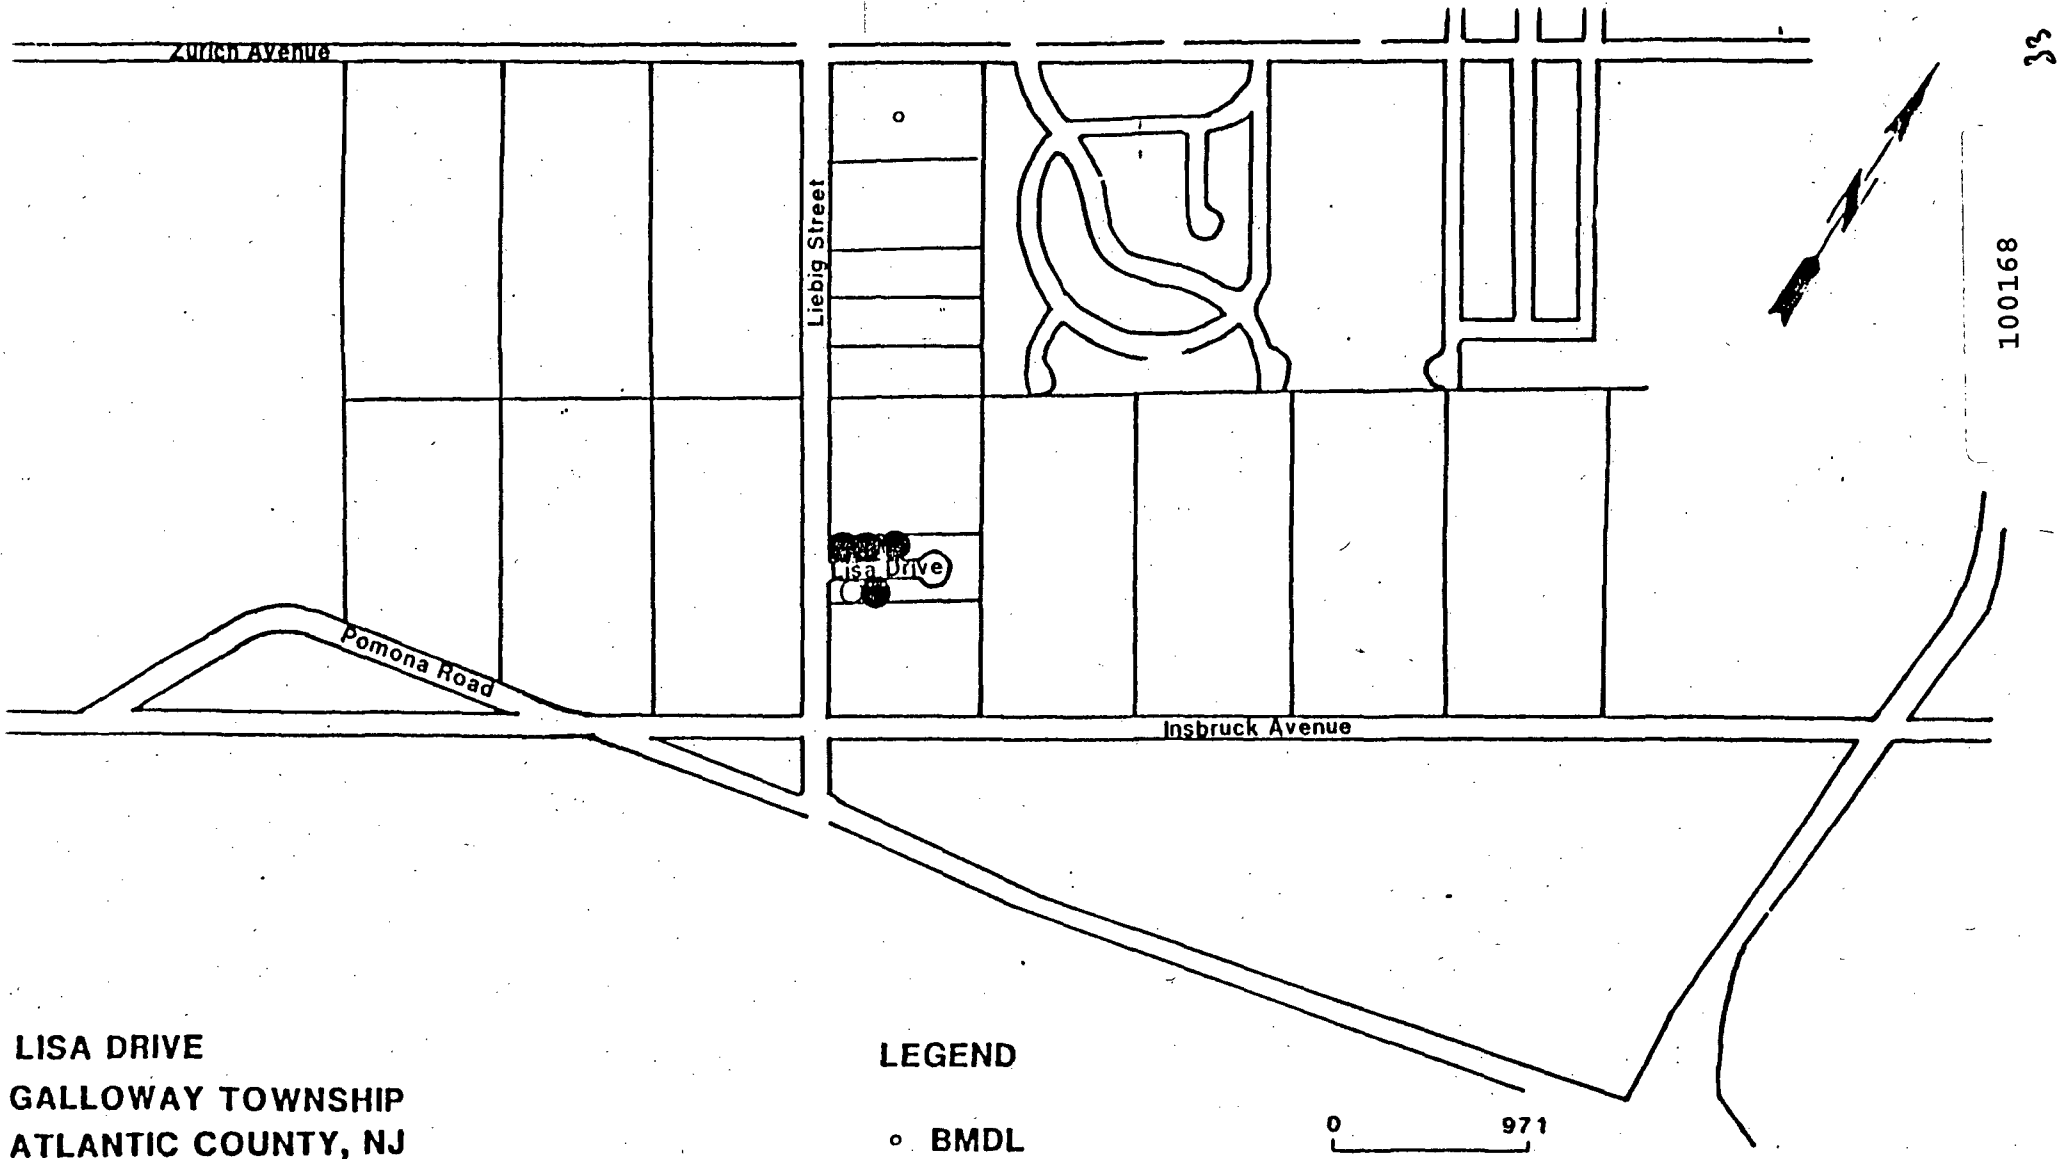 Zurich Avenue
33
100168
Liebig Street
Lisa Drive
Pomona Road
Insbruck Avenue
LISA DRIVE
GALLOWAY TOWNSHIP
ATLANTIC COUNTY, NJ
LEGEND
BMDL
0 971